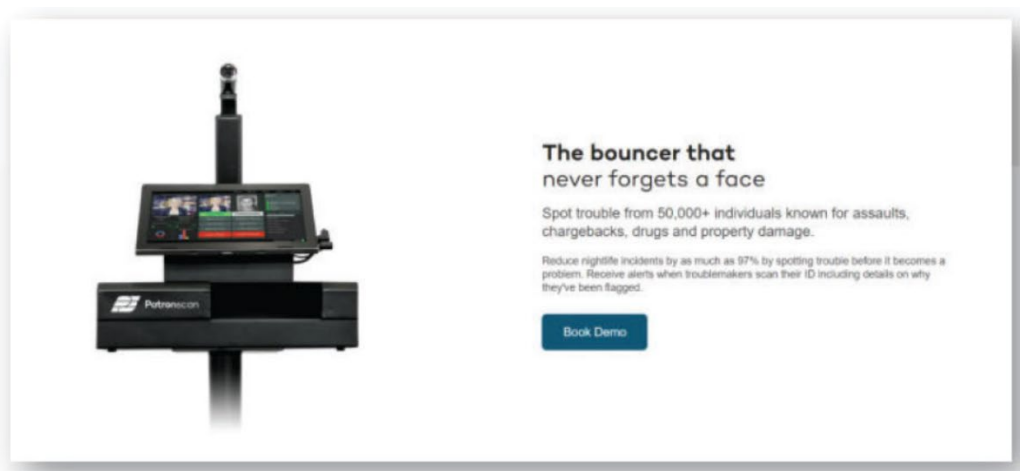 The bouncer that
never forgets a face
Spot trouble from 50,000+ individuals known for assaults,
chargebacks, drugs and property damage.
Reduce nightlife incidents by as much as 97% by spotting trouble before it becomes a
problem. Receive alerts when troublemakers scan their ID including details on why
they've been flagged.
Book Demo
Patronscan